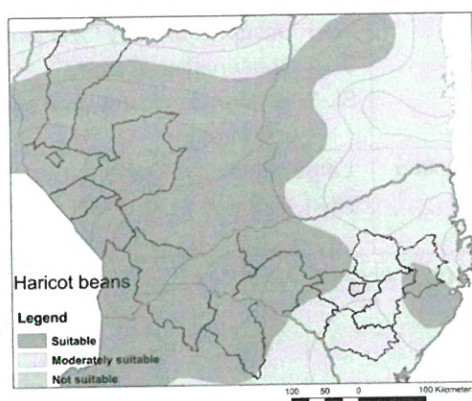 Haricot beans
Legend
Suitable
Moderately suitable
Not suitable
100 50 0 100 Kilometer